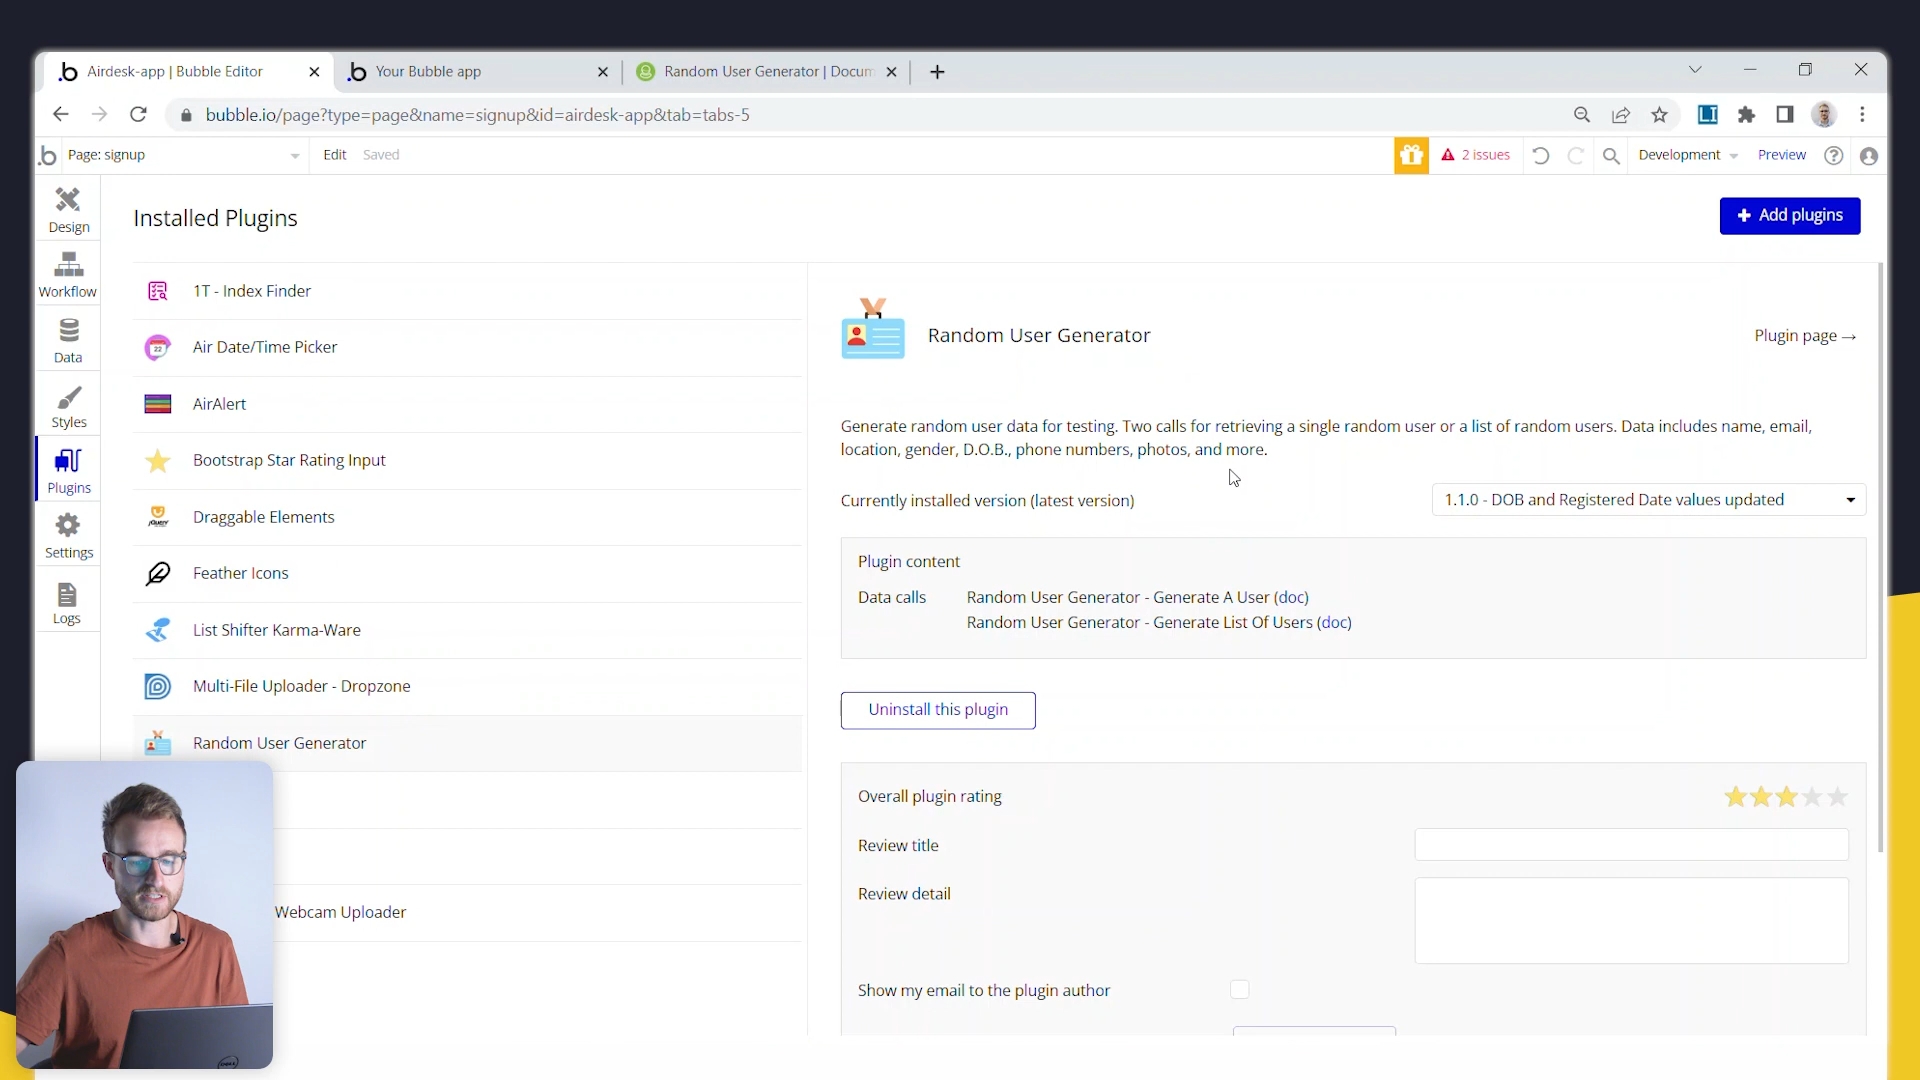 Airdesk-app | Bubble Editor
Your Bubble app
Random User Generator | Docum
bubble.io/page?type=page&name=signup&id=airdesk-app&tab=tabs-5
Page: signup
Edit
Saved
2 issues
Development
Preview
Design
Workflow
Data
Styles
Plugins
Settings
Logs
Installed Plugins
+ Add plugins
1T - Index Finder
Air Date/Time Picker
AirAlert
Bootstrap Star Rating Input
Draggable Elements
Feather Icons
List Shifter Karma-Ware
Multi-File Uploader - Dropzone
Random User Generator
Webcam Uploader
Random User Generator
Plugin page →
Generate random user data for testing. Two calls for retrieving a single random user or a list of random users. Data includes name, email,
location, gender, D.O.B., phone numbers, photos, and more.
Currently installed version (latest version)
1.1.0 - DOB and Registered Date values updated
Plugin content
Data calls
Random User Generator - Generate A User (doc)
Random User Generator - Generate List Of Users (doc)
Uninstall this plugin
Overall plugin rating
Review title
Review detail
Show my email to the plugin author